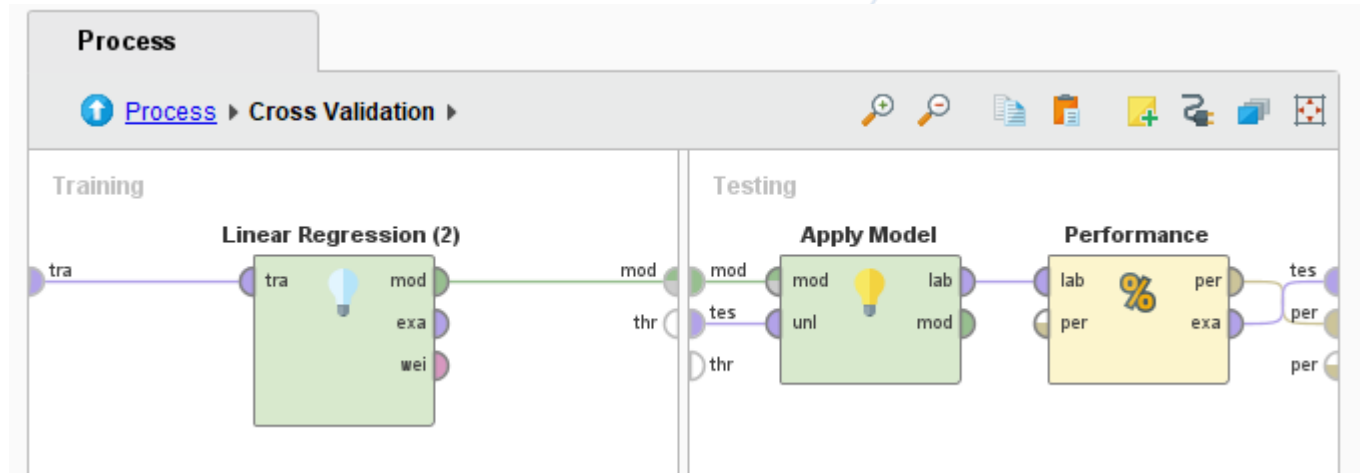 Process
Process Cross Validation
Training
Testing
Linear Regression (2)
Apply Model
Performance
tra
tra
mod
mod
mod
mod
lab
lab
per
tes
exa
thr
tes
unl
mod
per
exa
per
wei
thr
per